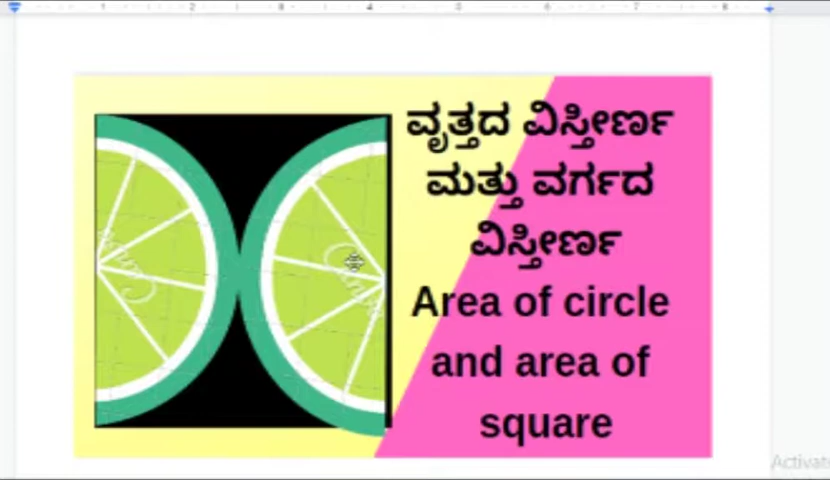 ವೃತ್ತದ ವಿಸ್ತೀರ್ಣ
ಮತ್ತು ವರ್ಗದ
ವಿಸ್ತೀರ್ಣ
Area of circle
and area of
square